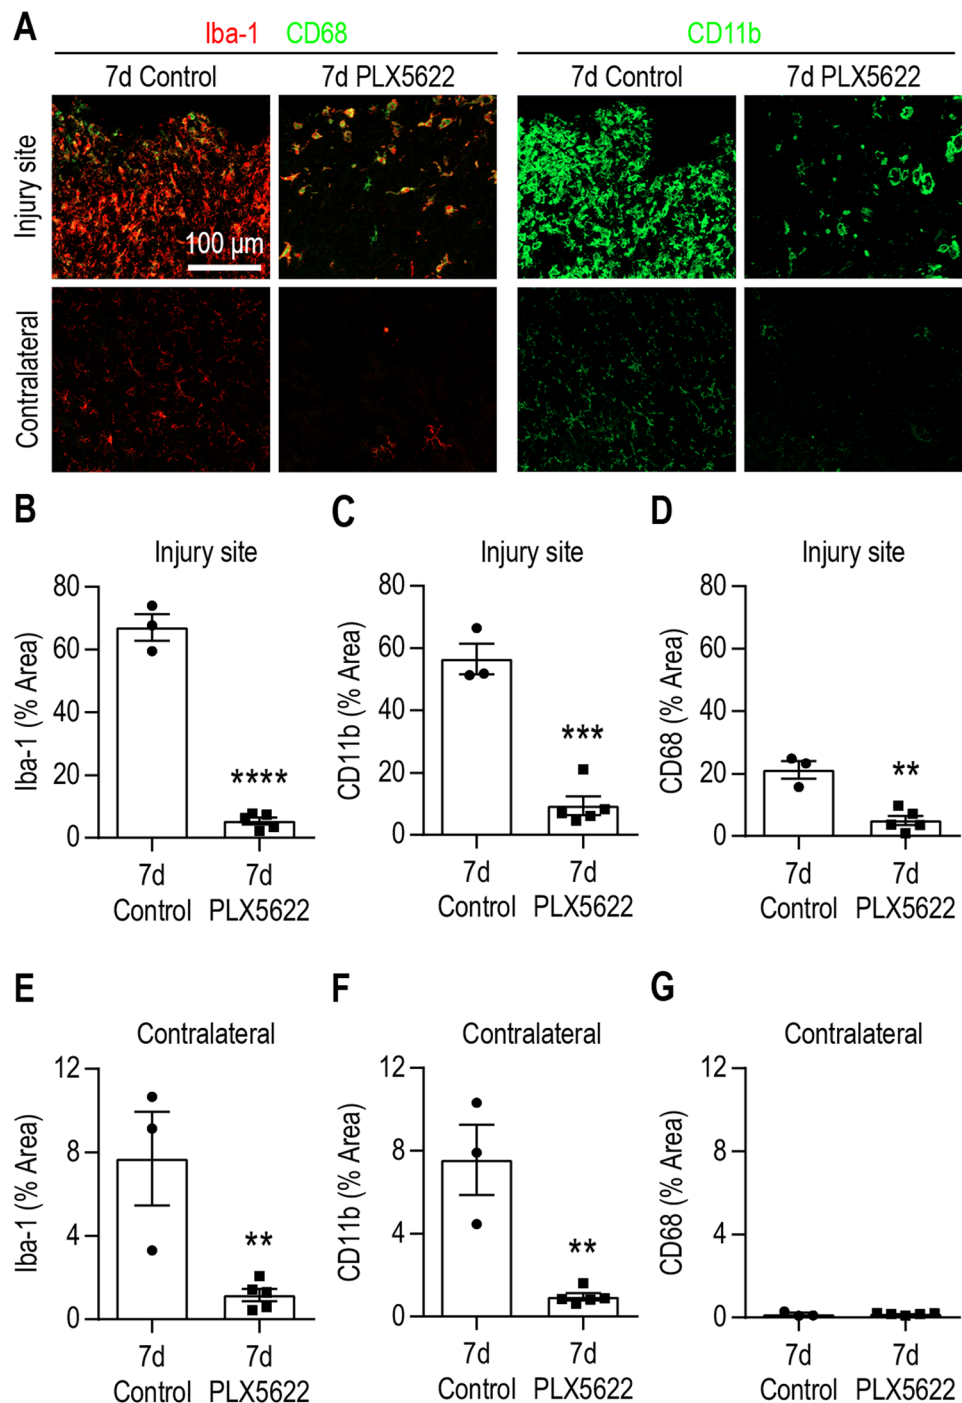 A
Iba-1 CD68 CD11b
7d Control 7d PLX5622 7d Control 7d PLX5622
Injury site
100 µm
Contralateral
B C D
Injury site Injury site Injury site
Iba-1 (% Area)
80
60
40
20
0
****
7d 7d
Control PLX5622
CD11b (% Area)
80
60
40
20
0
***
7d 7d
Control PLX5622
CD68 (% Area)
80
60
40
20
0
**
7d 7d
Control PLX5622
E F G
Contralateral Contralateral Contralateral
Iba-1 (% Area)
12
8
4
0
**
7d 7d
Control PLX5622
CD11b (% Area)
12
8
4
0
**
7d 7d
Control PLX5622
CD68 (% Area)
12
8
4
0
7d 7d
Control PLX5622